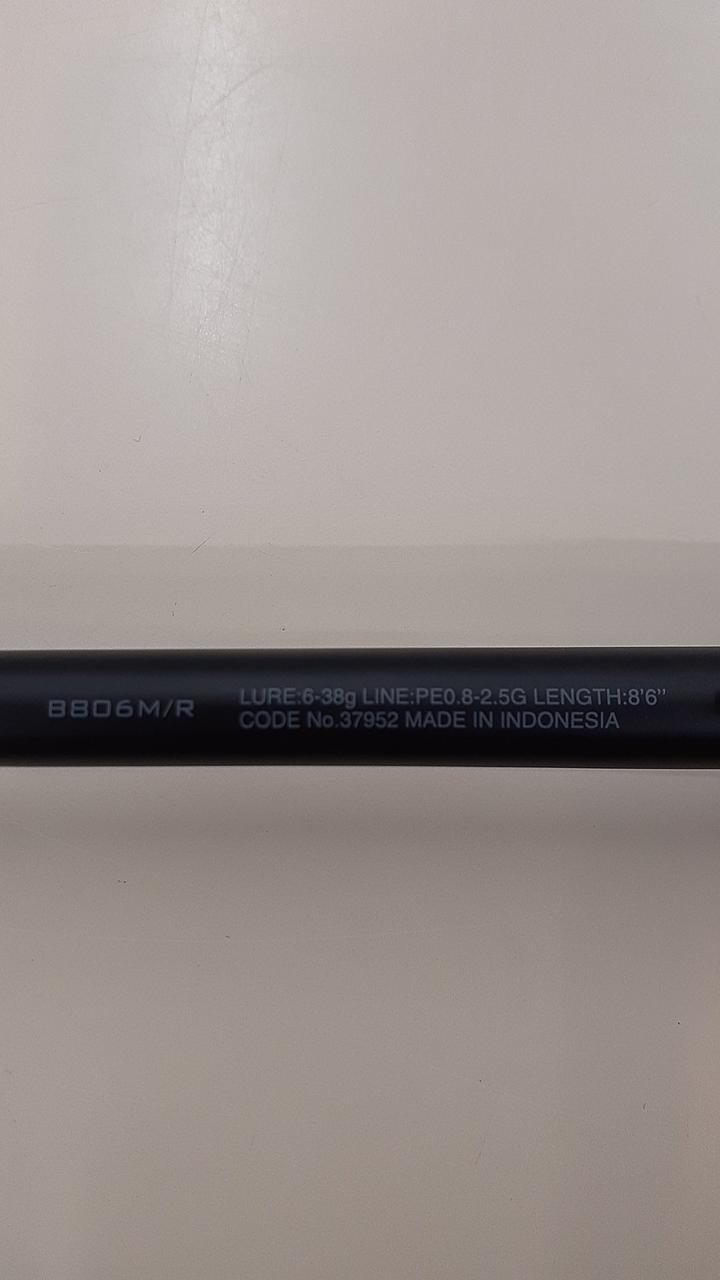 B806M/R
LURE:6-38g LINE:PE0.8-2.5G LENGTH:8'6"
CODE No.37952 MADE IN INDONESIA